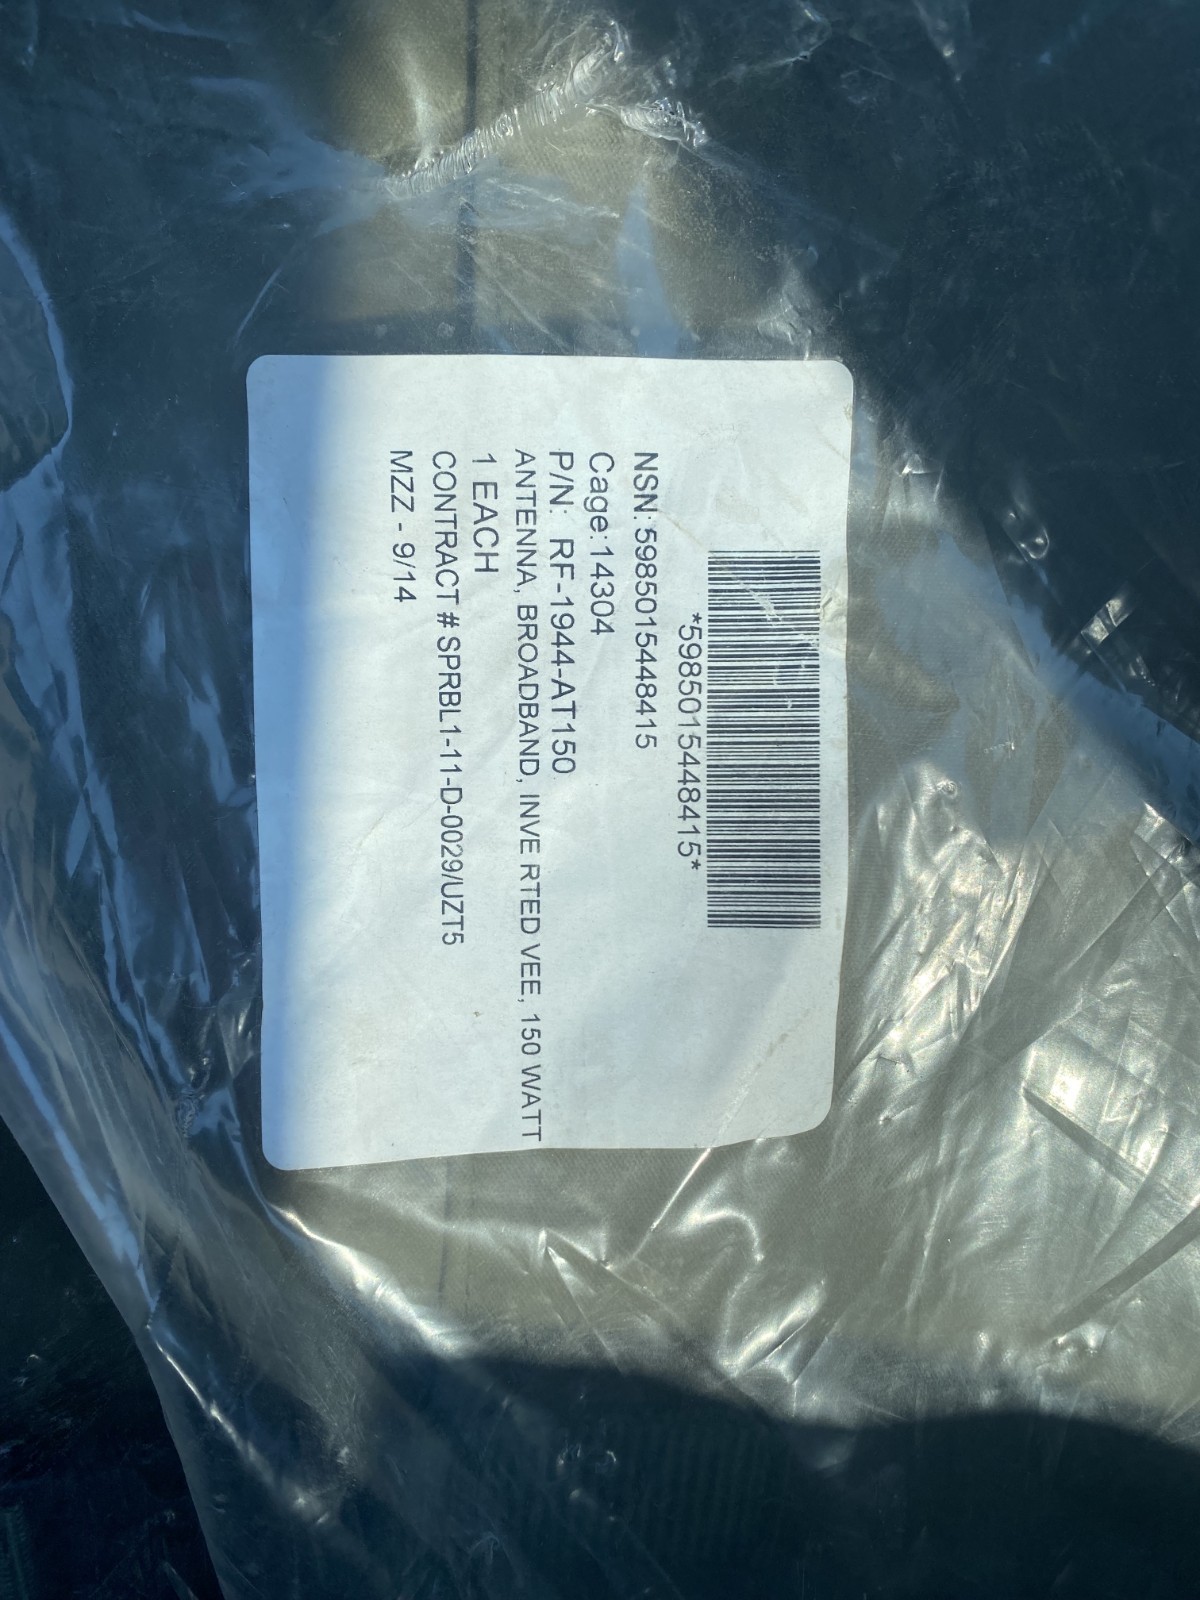 *5985015448415*
NSN: 5985015448415
Cage:14304
P/N:  RF-1944-AT150
ANTENNA, BROADBAND, INVE RTED VEE, 150 WATT
1 EACH
CONTRACT # SPRBL1-11-D-0029/UZT5
MZZ - 9/14